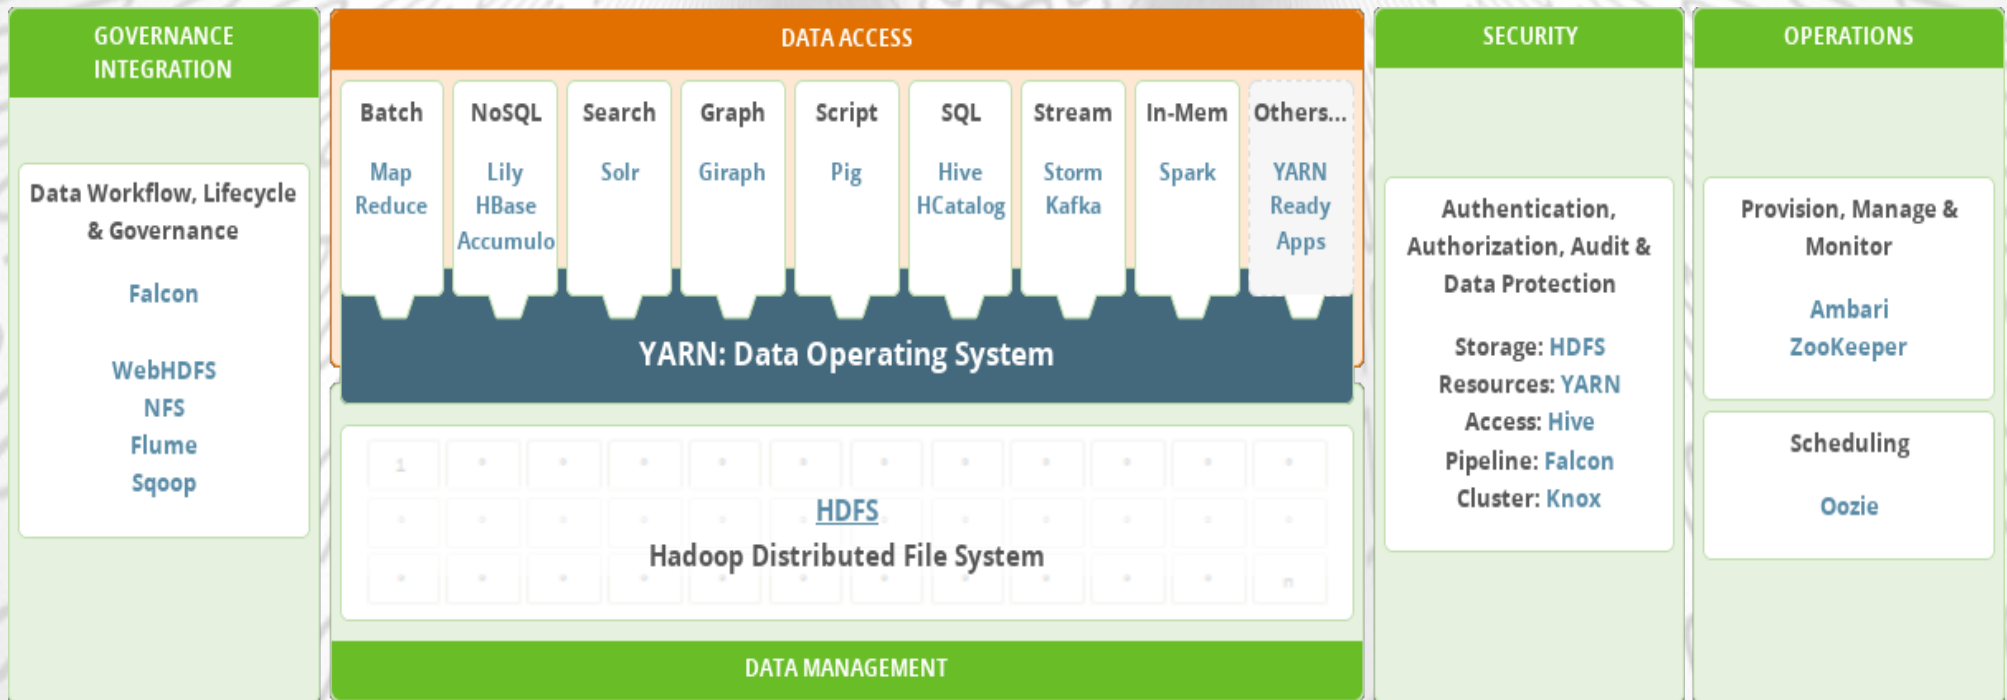 GOVERNANCE
INTEGRATION
Data Workflow, Lifecycle
& Governance
Falcon
WebHDFS
NFS
Flume
Sqoop
DATA ACCESS
Batch
Map
Reduce
NoSQL
Lily
HBase
Accumulo
Search
Solr
Graph
Giraph
Script
Pig
SQL
Hive
HCatalog
Stream
Storm
Kafka
In-Mem
Spark
Others...
YARN
Ready
Apps
YARN: Data Operating System
1
HDFS
Hadoop Distributed File System
n
DATA MANAGEMENT
SECURITY
Authentication,
Authorization, Audit &
Data Protection
Storage: HDFS
Resources: YARN
Access: Hive
Pipeline: Falcon
Cluster: Knox
OPERATIONS
Provision, Manage &
Monitor
Ambari
ZooKeeper
Scheduling
Oozie